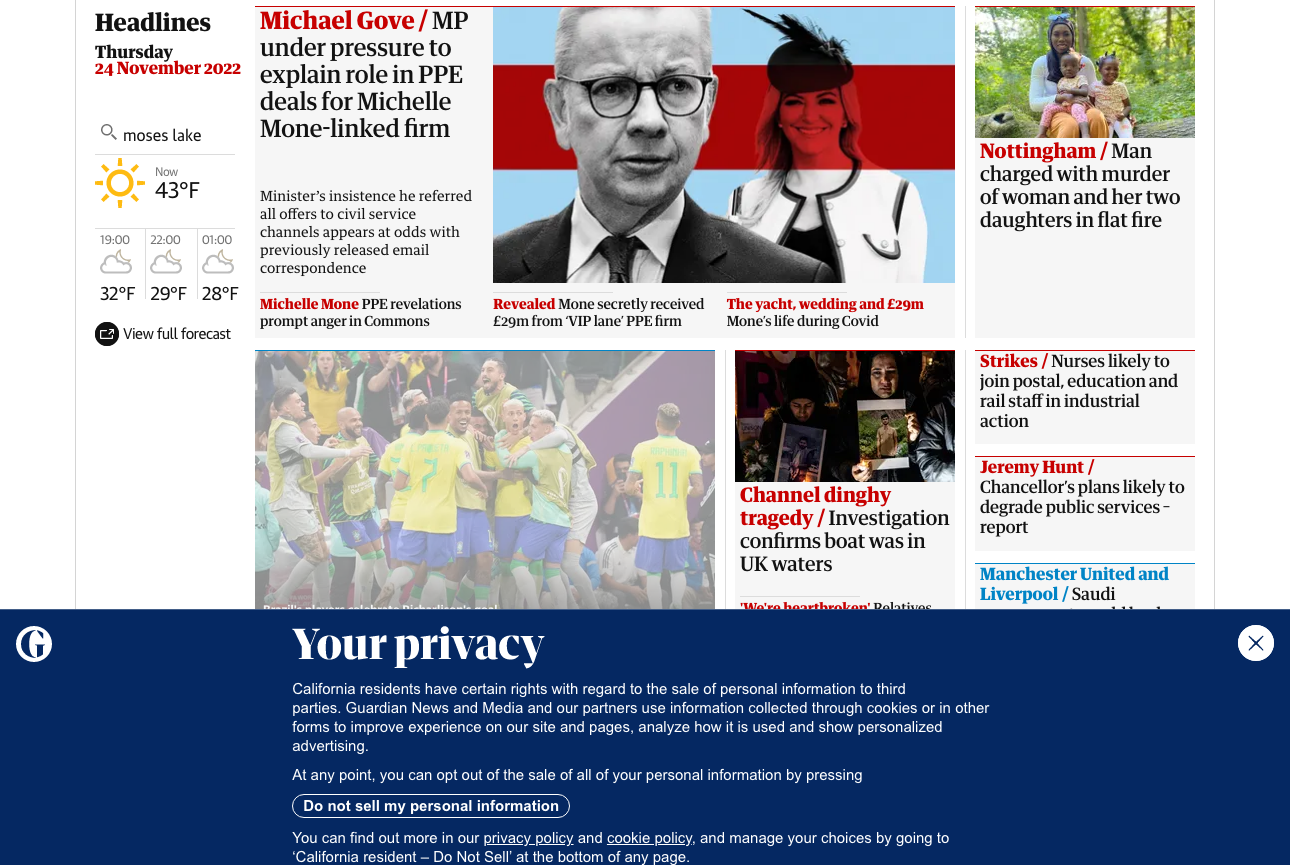 Headlines
Thursday
24 November 2022
moses lake
Now
43°F
19:00
22:00
01:00
32°F
29°F
28°F
View full forecast
Michael Gove / MP
under pressure to
explain role in PPE
deals for Michelle
Mone-linked firm
Minister’s insistence he referred
all offers to civil service
channels appears at odds with
previously released email
correspondence
Michelle Mone PPE revelations
prompt anger in Commons
Revealed Mone secretly received
£29m from ‘VIP lane’ PPE firm
The yacht, wedding and £29m
Mone’s life during Covid
Nottingham / Man
charged with murder
of woman and her two
daughters in flat fire
7
11
Brazil's players celebrate Richarlison's goal
Channel dinghy
tragedy / Investigation
confirms boat was in
UK waters
'We're heartbroken' Relatives
Strikes / Nurses likely to
join postal, education and
rail staff in industrial
action
Jeremy Hunt /
Chancellor’s plans likely to
degrade public services –
report
Manchester United and
Liverpool / Saudi
G
Your privacy
California residents have certain rights with regard to the sale of personal information to third
parties. Guardian News and Media and our partners use information collected through cookies or in other
forms to improve experience on our site and pages, analyze how it is used and show personalized
advertising.
At any point, you can opt out of the sale of all of your personal information by pressing
Do not sell my personal information
You can find out more in our privacy policy and cookie policy, and manage your choices by going to
‘California resident – Do Not Sell’ at the bottom of any page.